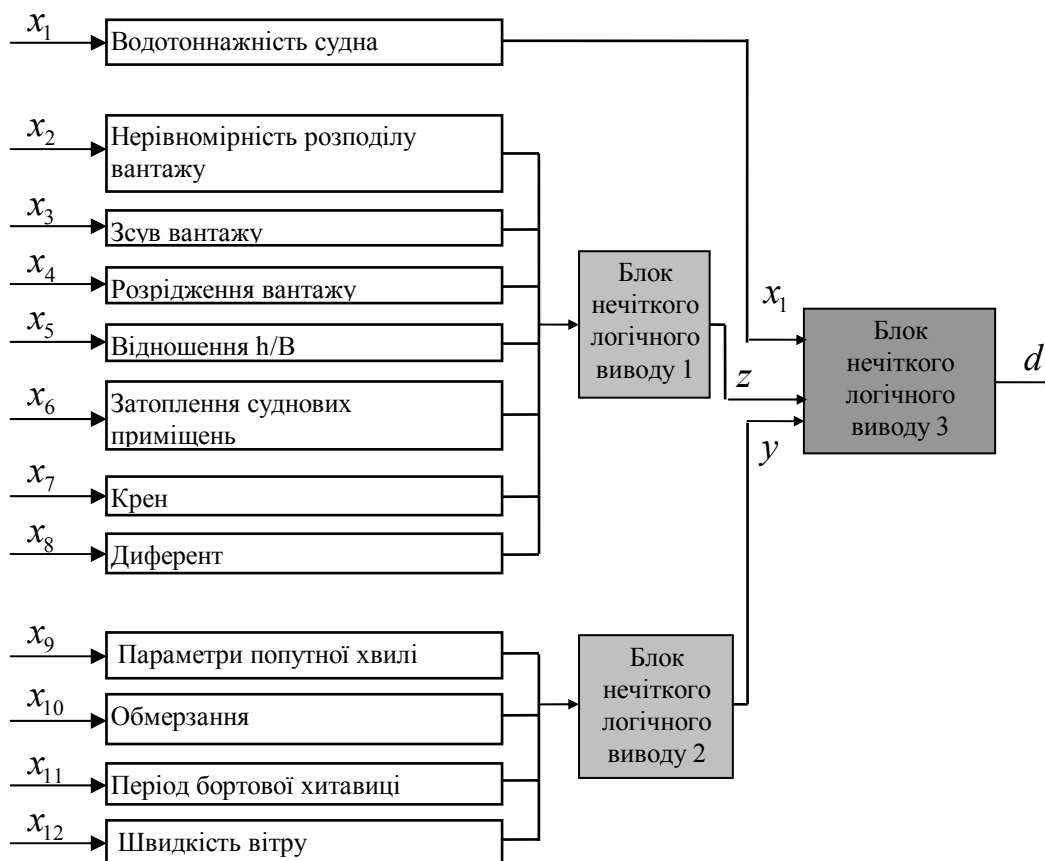 x₁
Водотоннажність судна
x₂
Нерівномірність розподілу
вантажу
x₃
Зсув вантажу
x₄
Розрідження вантажу
x₅
Відношення h/B
x₆
Затоплення суднових
приміщень
x₇
Крен
x₈
Диферент
Блок
нечіткого
логічного
виводу 1
x₁
z
y
Блок
нечіткого
логічного
виводу 3
d
x₉
Параметри попутної хвилі
x₁₀
Обмерзання
x₁₁
Період бортової хитавиці
x₁₂
Швидкість вітру
Блок
нечіткого
логічного
виводу 2